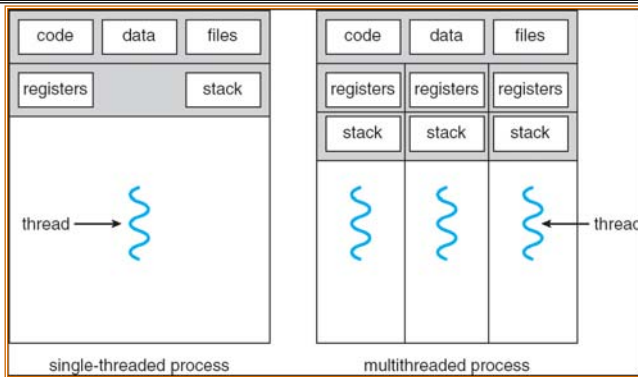 code data files
registers stack
thread
single-threaded process
code data files
registers registers registers
stack stack stack
thread
multithreaded process